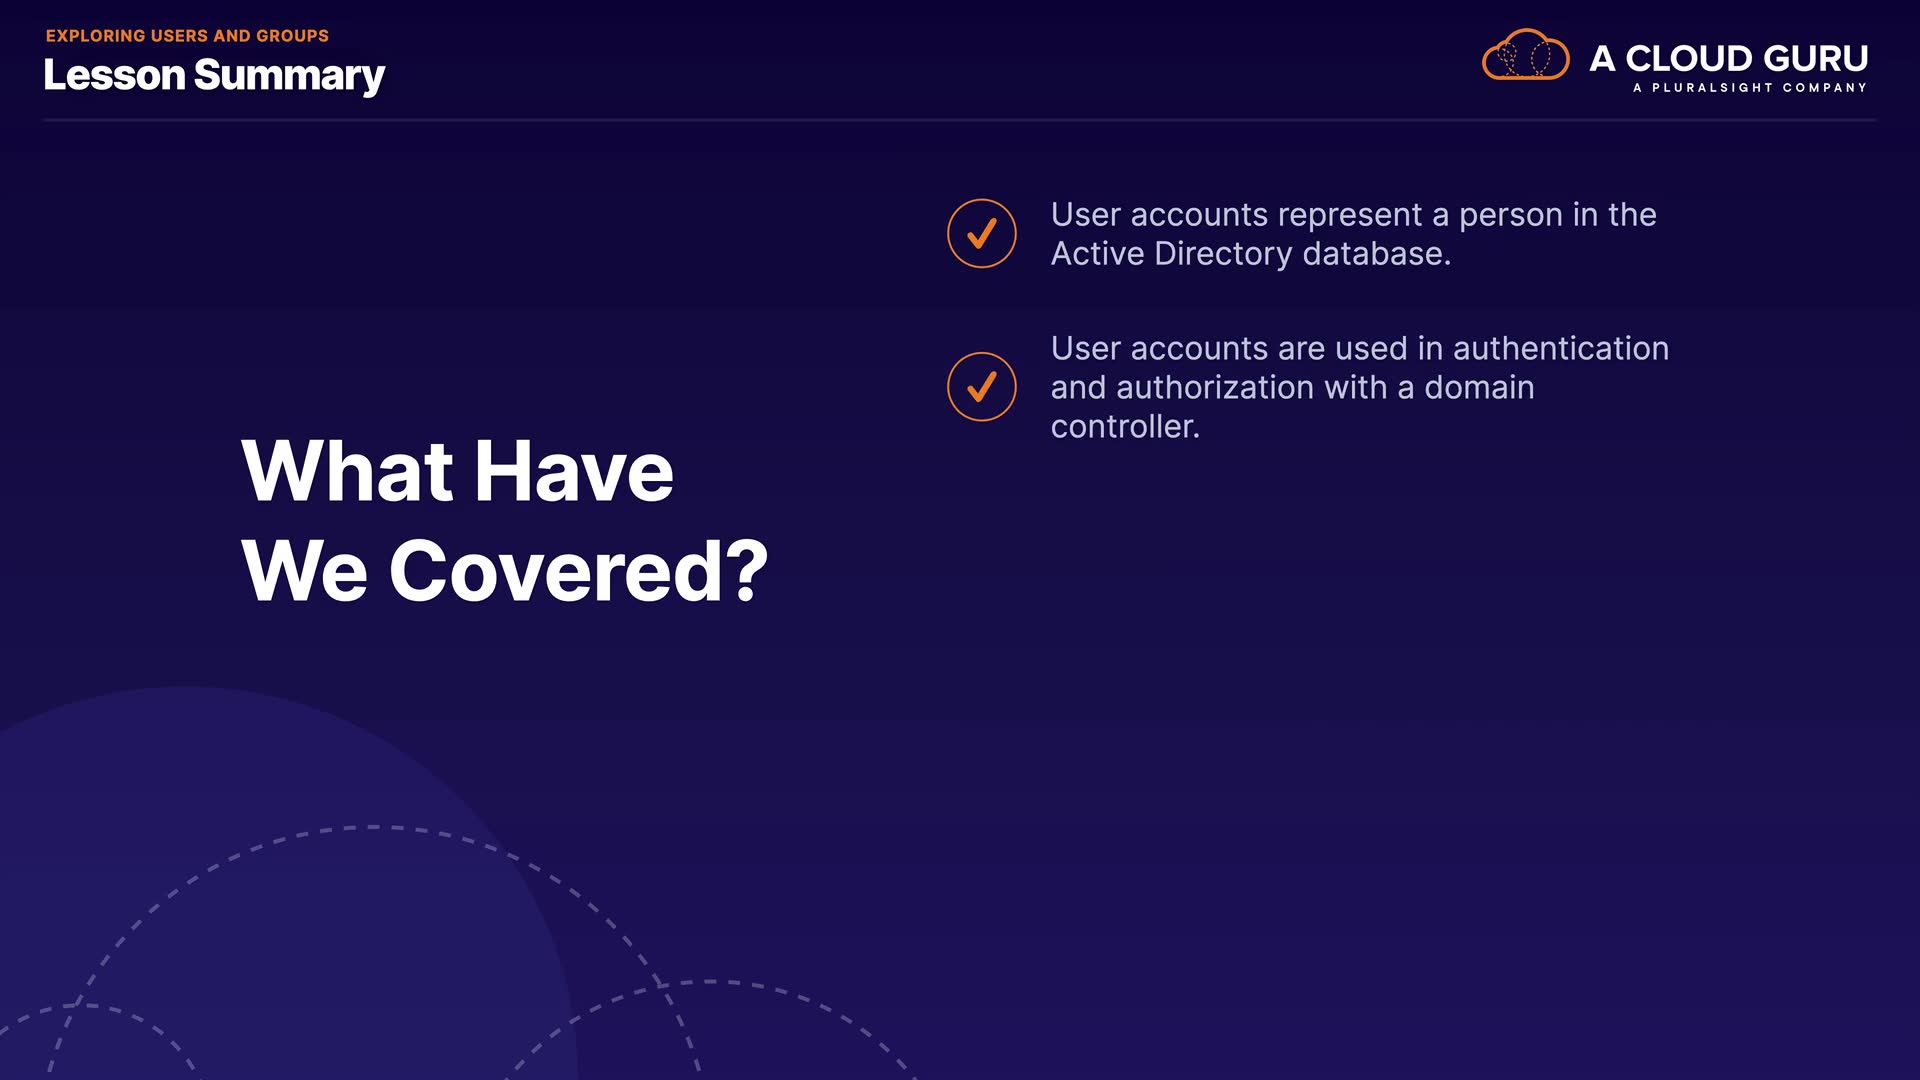 EXPLORING USERS AND GROUPS
Lesson Summary
A CLOUD GURU
A PLURALSIGHT COMPANY
What Have
We Covered?
User accounts represent a person in the
Active Directory database.
User accounts are used in authentication
and authorization with a domain
controller.